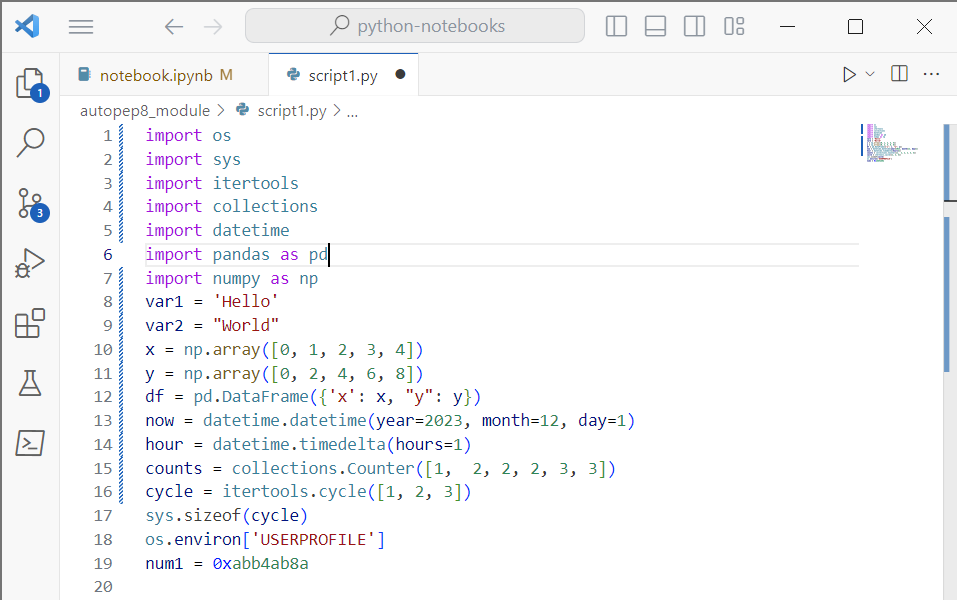 python-notebooks
notebook.ipynb M
script1.py
1
autopep8_module > script1.py > ...
1 import os
2 import sys
3 import itertools
4 import collections
3
5 import datetime
6 import pandas as pd
7 import numpy as np
8 var1 = 'Hello'
9 var2 = "World"
10 x = np.array([0, 1, 2, 3, 4])
11 y = np.array([0, 2, 4, 6, 8])
12 df = pd.DataFrame({'x': x, "y": y})
13 now = datetime.datetime(year=2023, month=12, day=1)
14 hour = datetime.timedelta(hours=1)
15 counts = collections.Counter([1,  2, 2, 2, 3, 3])
16 cycle = itertools.cycle([1, 2, 3])
17 sys.sizeof(cycle)
18 os.environ['USERPROFILE']
19 num1 = 0xabb4ab8a
20